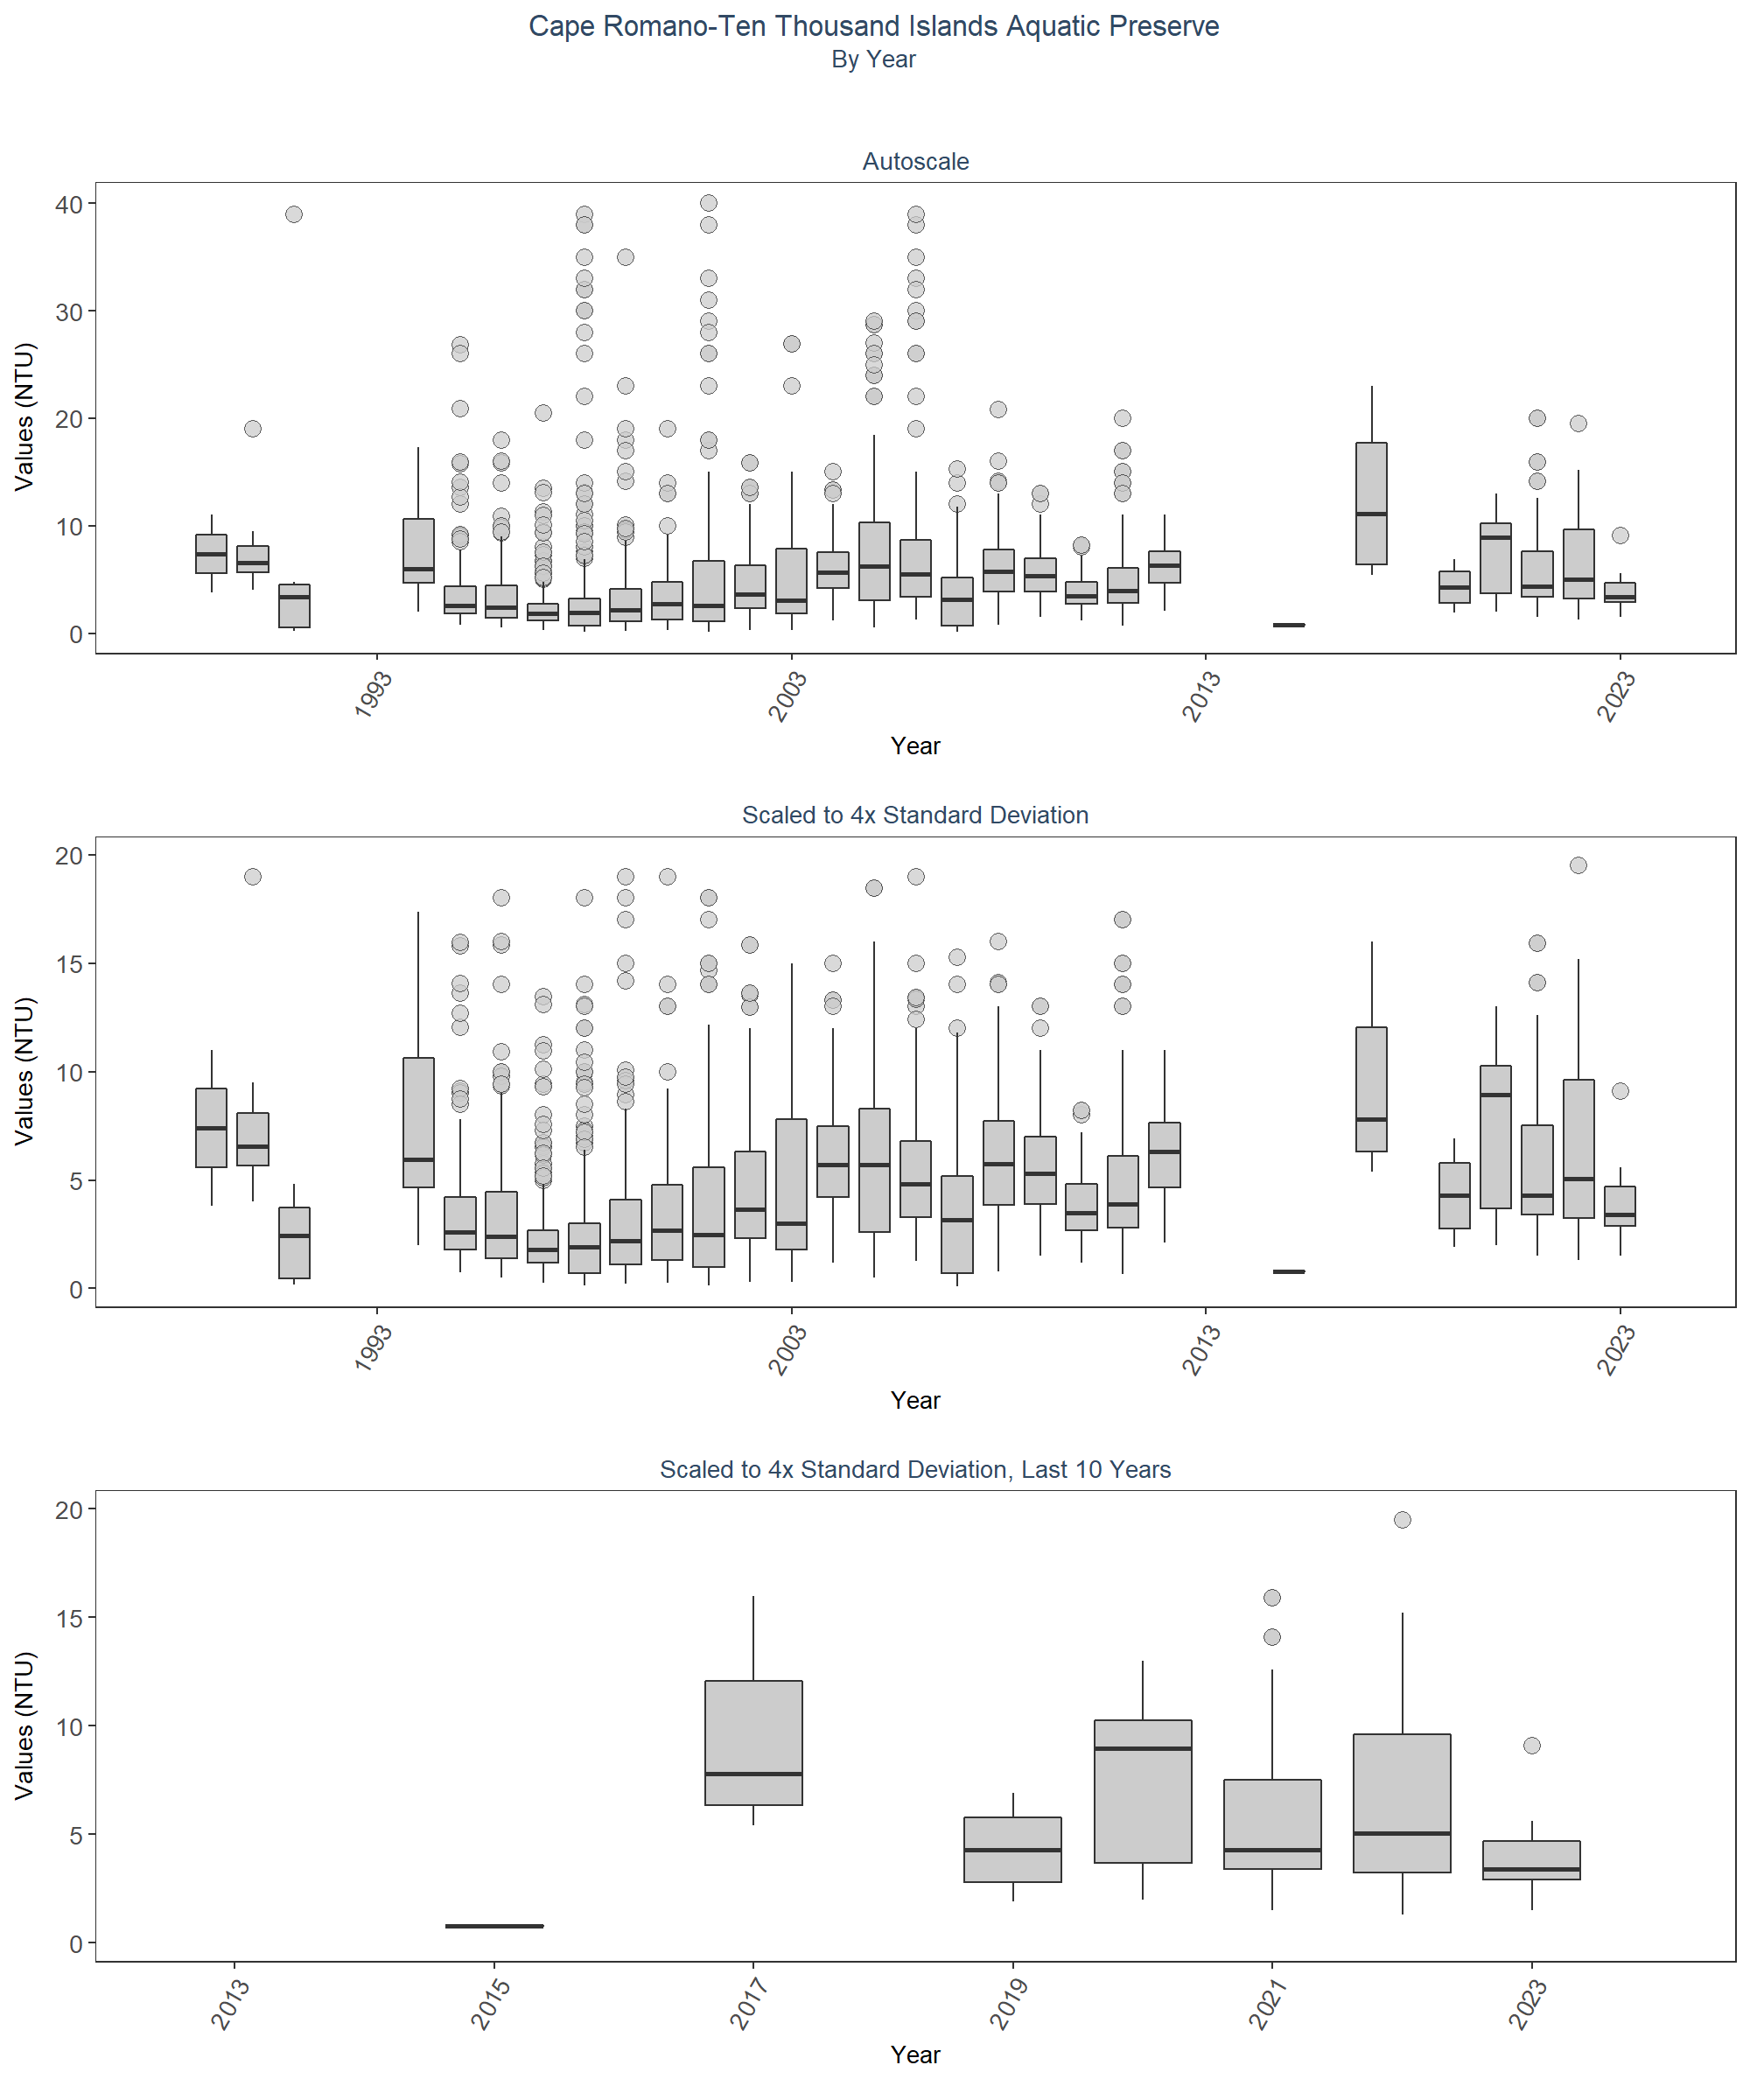 Cape Romano-Ten Thousand Islands Aquatic Preserve
By Year
Autoscale
Values (NTU)
40
30
20
10
0
1993
2003
2013
2023
Year
Scaled to 4x Standard Deviation
Values (NTU)
20
15
10
5
0
1993
2003
2013
2023
Year
Scaled to 4x Standard Deviation, Last 10 Years
Values (NTU)
20
15
10
5
0
2013
2015
2017
2019
2021
2023
Year